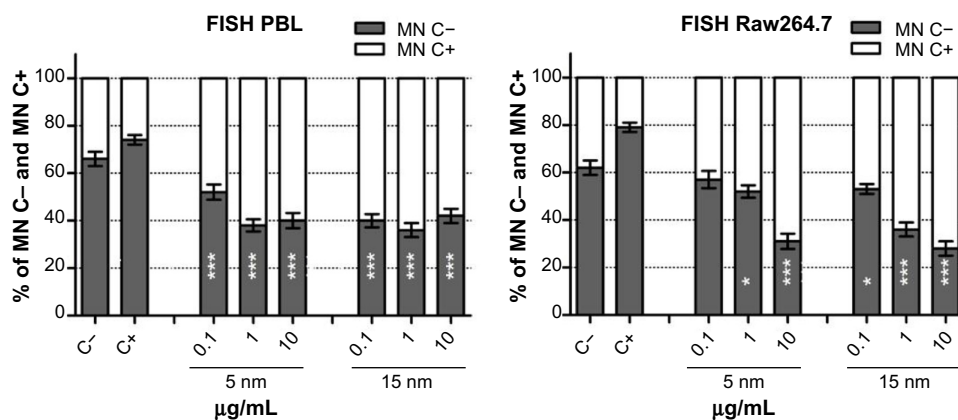 FISH PBL
MN C−
MN C+
% of MN C– and MN C+
100
80
60
40
20
0
*** *** *** *** *** ***
C− C+ 0.1 1 10 0.1 1 10
5 nm 15 nm
µg/mL
FISH Raw264.7
MN C−
MN C+
% of MN C– and MN C+
100
80
60
40
20
0
* *** * *** ***
C− C+ 0.1 1 10 0.1 1 10
5 nm 15 nm
µg/mL